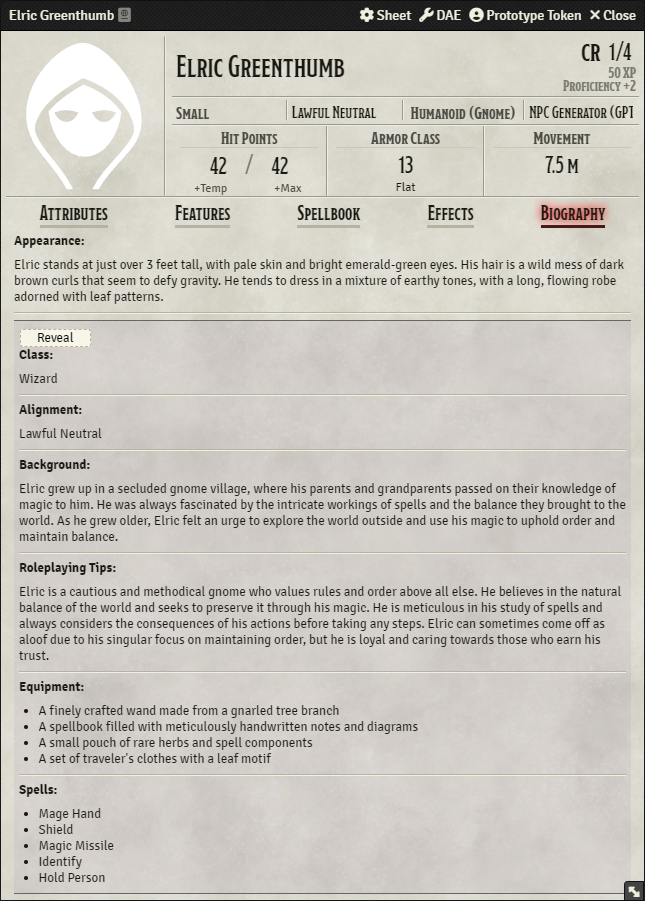 Elric Greenthumb Sheet DAE Prototype Token Close
Elric Greenthumb
CR 1/4
50 XP
Proficiency +2
Small Lawful Neutral Humanoid (Gnome) NPC Generator (GPT
Hit Points Armor Class Movement
42 / 42 13 7.5 m
+Temp +Max Flat
Attributes Features Spellbook Effects Biography
Appearance:
Elric stands at just over 3 feet tall, with pale skin and bright emerald-green eyes. His hair is a wild mess of dark
brown curls that seem to defy gravity. He tends to dress in a mixture of earthy tones, with a long, flowing robe
adorned with leaf patterns.
Reveal
Class:
Wizard
Alignment:
Lawful Neutral
Background:
Elric grew up in a secluded gnome village, where his parents and grandparents passed on their knowledge of
magic to him. He was always fascinated by the intricate workings of spells and the balance they brought to the
world. As he grew older, Elric felt an urge to explore the world outside and use his magic to uphold order and
maintain balance.
Roleplaying Tips:
Elric is a cautious and methodical gnome who values rules and order above all else. He believes in the natural
balance of the world and seeks to preserve it through his magic. He is meticulous in his study of spells and
always considers the consequences of his actions before taking any steps. Elric can sometimes come off as
aloof due to his singular focus on maintaining order, but he is loyal and caring towards those who earn his
trust.
Equipment:
• A finely crafted wand made from a gnarled tree branch
• A spellbook filled with meticulously handwritten notes and diagrams
• A small pouch of rare herbs and spell components
• A set of traveler's clothes with a leaf motif
Spells:
• Mage Hand
• Shield
• Magic Missile
• Identify
• Hold Person